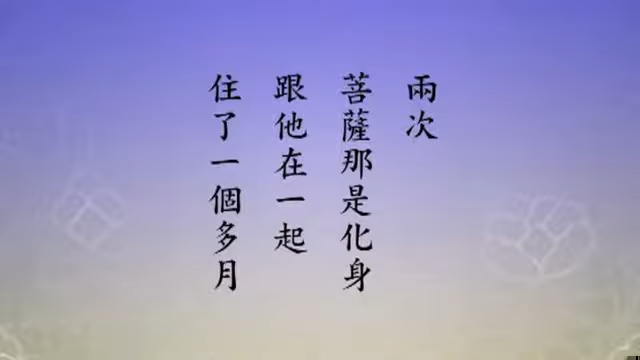 兩次
菩薩那是化身
跟他在一起
住了一個多月